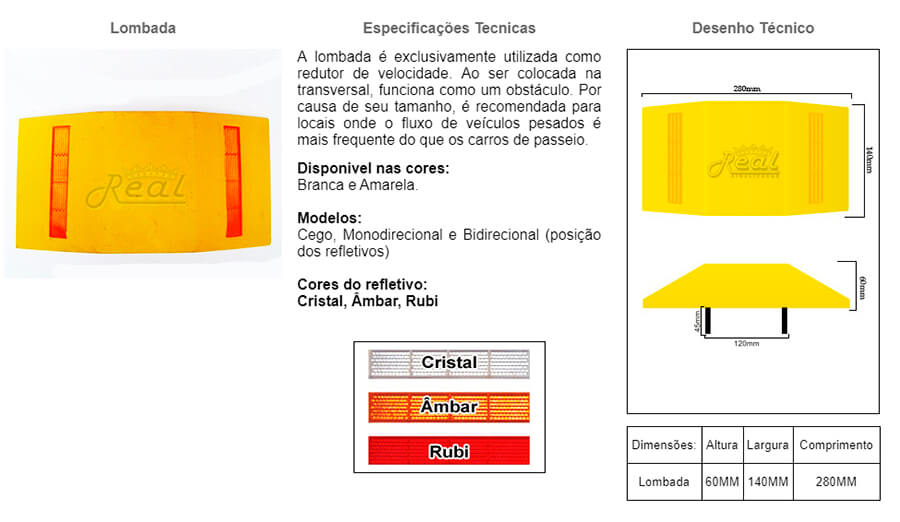 Lombada
Real
Especificações Tecnicas
A lombada é exclusivamente utilizada como
redutor de velocidade. Ao ser colocada na
transversal, funciona como um obstáculo. Por
causa de seu tamanho, é recomendada para
locais onde o fluxo de veículos pesados é
mais frequente do que os carros de passeio.
Disponivel nas cores:
Branca e Amarela.
Modelos:
Cego, Monodirecional e Bidirecional (posição
dos refletivos)
Cores do refletivo:
Cristal, Âmbar, Rubi
Cristal
Âmbar
Rubi
Desenho Técnico
280mm
Real
140mm
60mm
45mm
120mm
Dimensões: Altura Largura Comprimento
Lombada 60MM 140MM 280MM